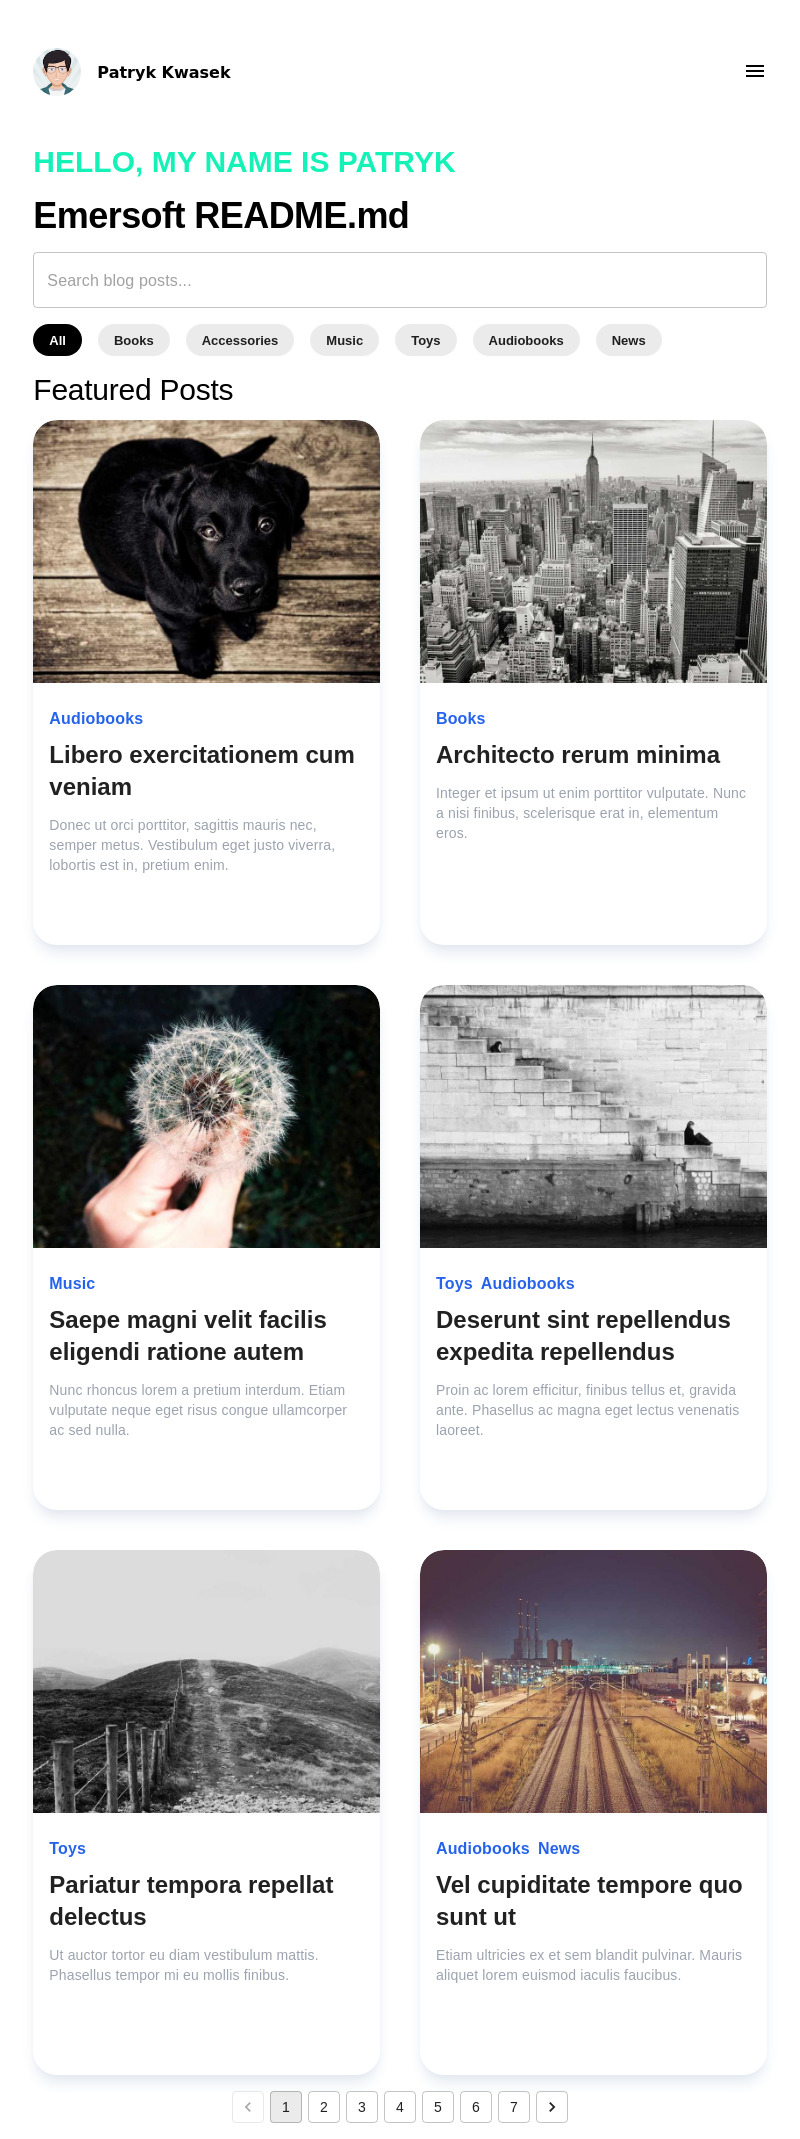 Patryk Kwasek
HELLO, MY NAME IS PATRYK
Emersoft README.md
Search blog posts...
All Books Accessories Music Toys Audiobooks News
Featured Posts
Audiobooks
Libero exercitationem cum
veniam
Donec ut orci porttitor, sagittis mauris nec,
semper metus. Vestibulum eget justo viverra,
lobortis est in, pretium enim.
Books
Architecto rerum minima
Integer et ipsum ut enim porttitor vulputate. Nunc
a nisi finibus, scelerisque erat in, elementum
eros.
Music
Saepe magni velit facilis
eligendi ratione autem
Nunc rhoncus lorem a pretium interdum. Etiam
vulputate neque eget risus congue ullamcorper
ac sed nulla.
Toys Audiobooks
Deserunt sint repellendus
expedita repellendus
Proin ac lorem efficitur, finibus tellus et, gravida
ante. Phasellus ac magna eget lectus venenatis
laoreet.
Toys
Pariatur tempora repellat
delectus
Ut auctor tortor eu diam vestibulum mattis.
Phasellus tempor mi eu mollis finibus.
Audiobooks News
Vel cupiditate tempore quo
sunt ut
Etiam ultricies ex et sem blandit pulvinar. Mauris
aliquet lorem euismod iaculis faucibus.
1 2 3 4 5 6 7